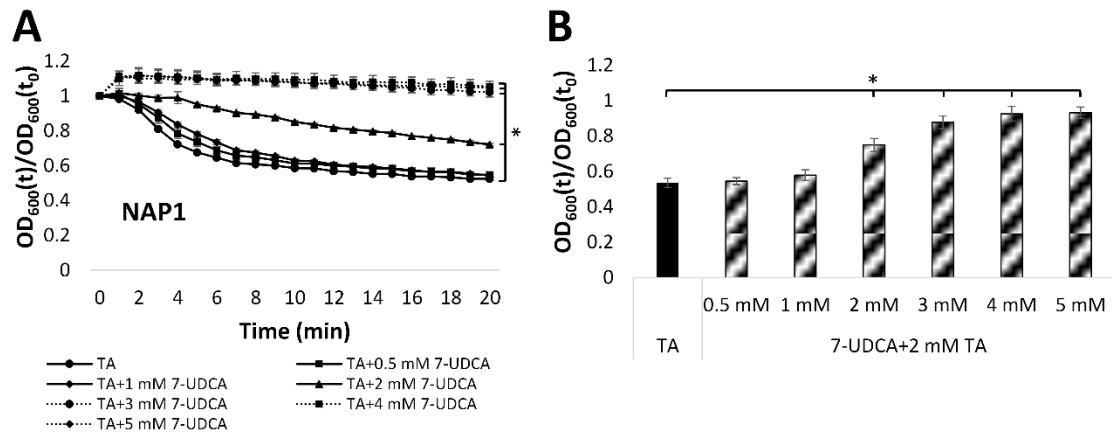 A
OD600(t)/OD600(t0)
1.2
1
0.8
0.6
0.4
0.2
0
NAP1
*
0 2 4 6 8 10 12 14 16 18 20
Time (min)
TA TA+0.5 mM 7-UDCA
TA+1 mM 7-UDCA TA+2 mM 7-UDCA
TA+3 mM 7-UDCA TA+4 mM 7-UDCA
TA+5 mM 7-UDCA
B
OD600(t)/OD600(t0)
1.2
1
0.8
0.6
0.4
0.2
0
*
0.5 mM 1 mM 2 mM 3 mM 4 mM 5 mM
TA 7-UDCA+2 mM TA